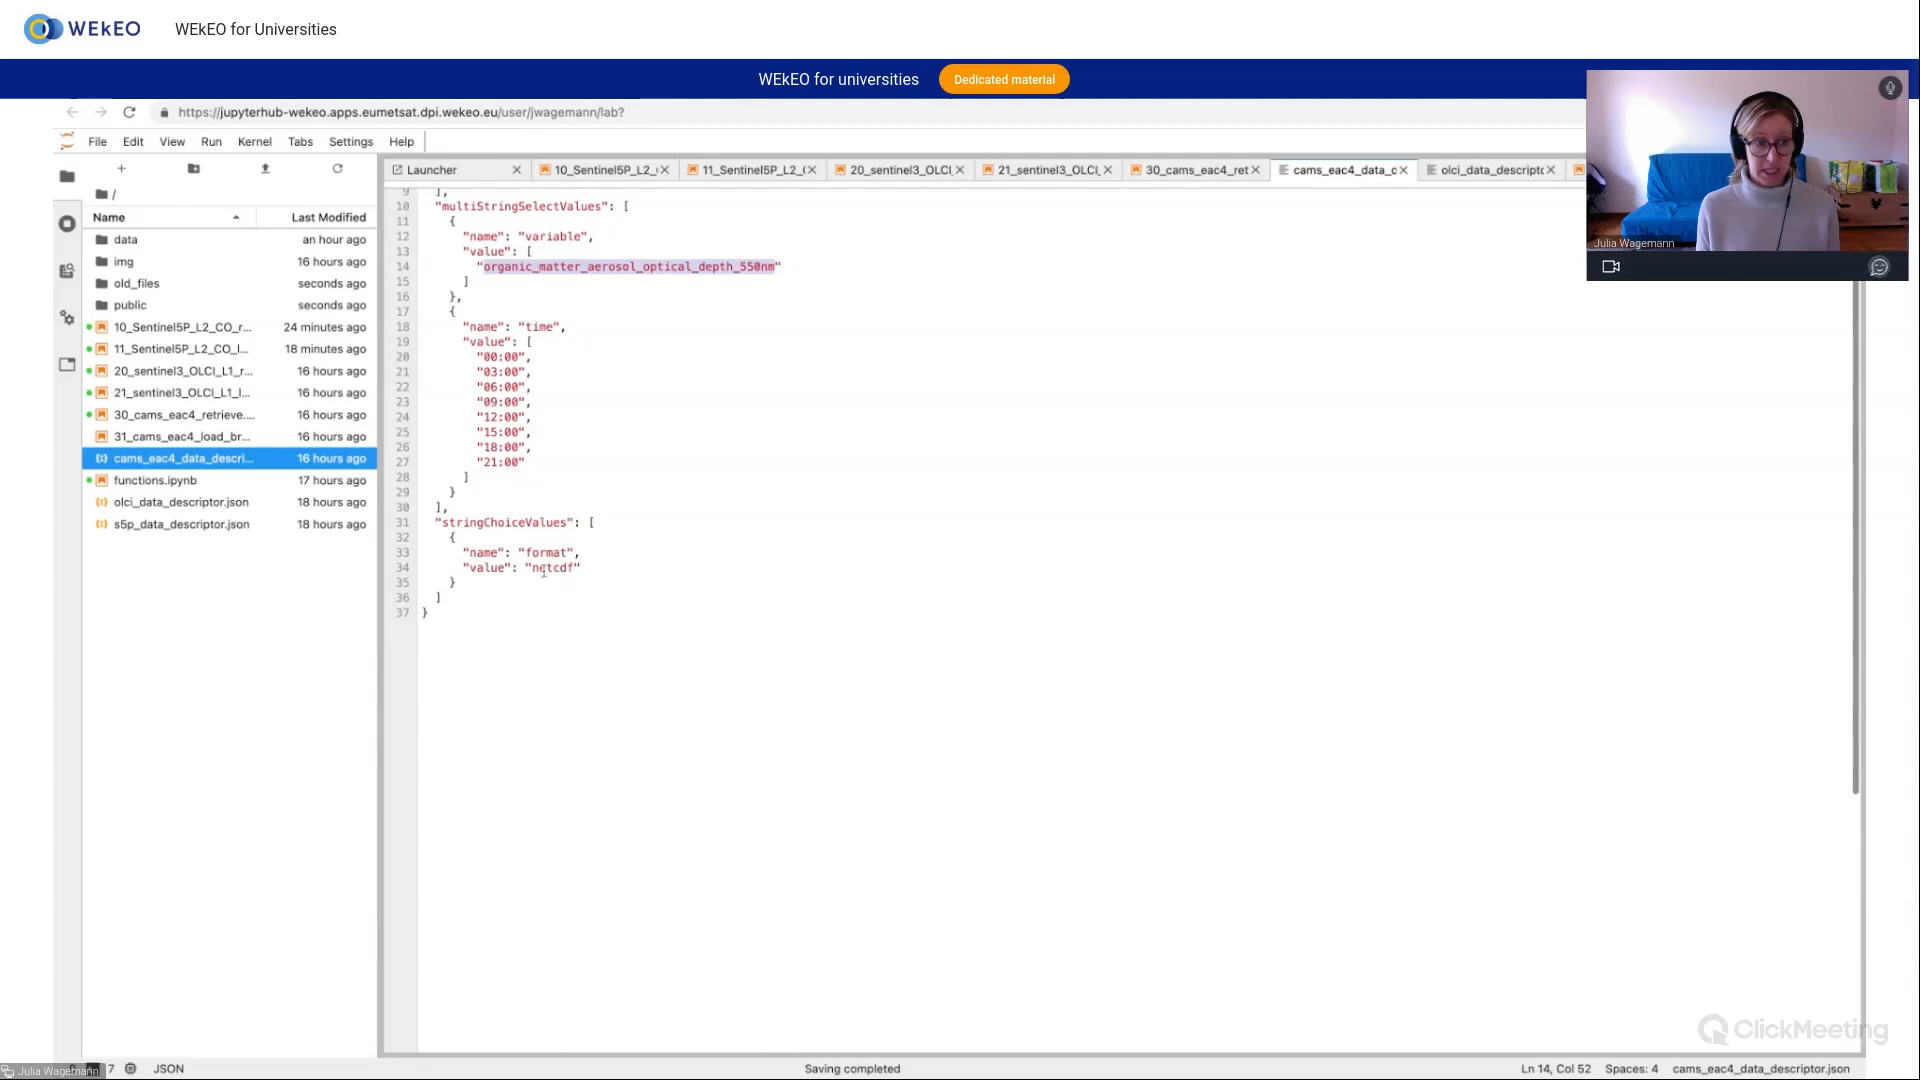 WEkEO
WEkEO for Universities
WEkEO for universities
Dedicated material
https://jupyterhub-wekeo.apps.eumetsat.dpi.wekeo.eu/user/jwagemann/lab?
File Edit View Run Kernel Tabs Settings Help
/
Name Last Modified
data an hour ago
img 16 hours ago
old_files seconds ago
public seconds ago
10_Sentinel5P_L2_CO_r... 24 minutes ago
11_Sentinel5P_L2_CO_l... 18 minutes ago
20_sentinel3_OLCI_L1_r... 16 hours ago
21_sentinel3_OLCI_L1_l... 16 hours ago
30_cams_eac4_retrieve.... 16 hours ago
31_cams_eac4_load_br... 16 hours ago
cams_eac4_data_descri... 16 hours ago
functions.ipynb 17 hours ago
olci_data_descriptor.json 18 hours ago
s5p_data_descriptor.json 18 hours ago
Launcher 10_Sentinel5P_L2_ 11_Sentinel5P_L2_ 20_sentinel3_OLCI_ 21_sentinel3_OLCI_ 30_cams_eac4_ret cams_eac4_data_ olci_data_descript
9 ],
10 "multiStringSelectValues": [
11 {
12 "name": "variable",
13 "value": [
14 "organic_matter_aerosol_optical_depth_550nm"
15 ]
16 },
17 {
18 "name": "time",
19 "value": [
20 "00:00",
21 "03:00",
22 "06:00",
23 "09:00",
24 "12:00",
25 "15:00",
26 "18:00",
27 "21:00"
28 ]
29 }
30 ],
31 "stringChoiceValues": [
32 {
33 "name": "format",
34 "value": "netcdf"
35 }
36 ]
37 }
Julia Wagemann
ClickMeeting
Julia Wagemann 7 JSON Saving completed Ln 14, Col 52 Spaces: 4 cams_eac4_data_descriptor.json